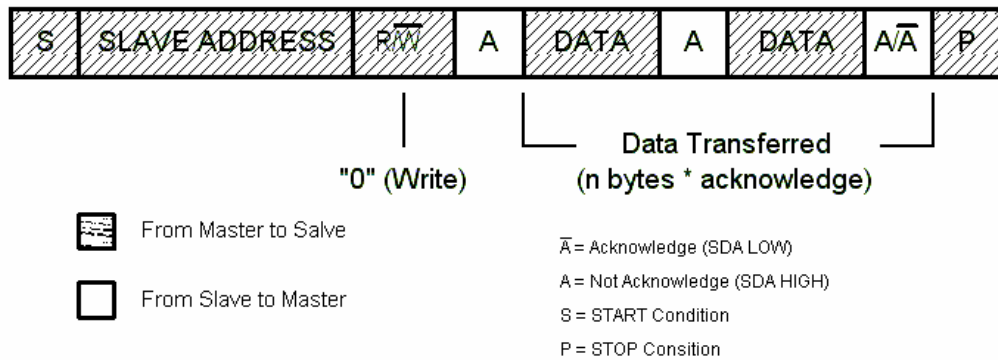 S SLAVE ADDRESS R/W̅ A DATA A DATA A/A̅ P
"0" (Write)
Data Transferred
(n bytes * acknowledge)
From Master to Salve
From Slave to Master
A̅ = Acknowledge (SDA LOW)
A = Not Acknowledge (SDA HIGH)
S = START Condition
P = STOP Consition